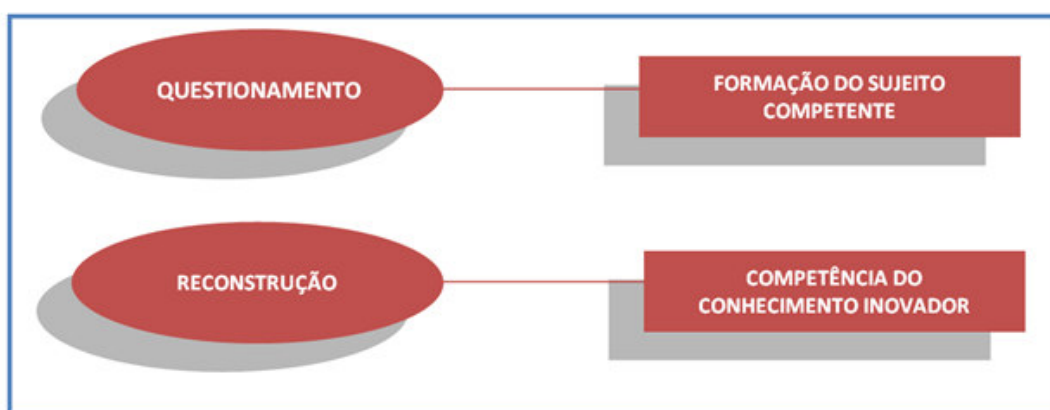 QUESTIONAMENTO
FORMAÇÃO DO SUJEITO
COMPETENTE
RECONSTRUÇÃO
COMPETÊNCIA DO
CONHECIMENTO INOVADOR